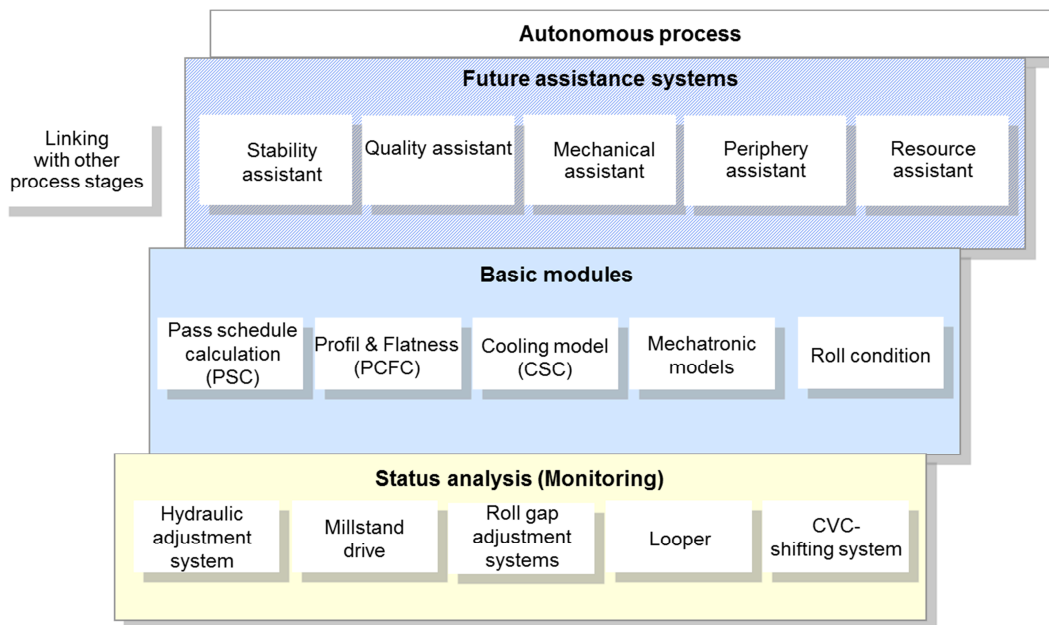 Autonomous process
Future assistance systems
Linking
with other
process stages
Stability
assistant
Quality assistant
Mechanical
assistant
Periphery
assistant
Resource
assistant
Basic modules
Pass schedule
calculation
(PSC)
Profil & Flatness
(PCFC)
Cooling model
(CSC)
Mechatronic
models
Roll condition
Status analysis (Monitoring)
Hydraulic
adjustment
system
Millstand
drive
Roll gap
adjustment
systems
Looper
CVC-
shifting system